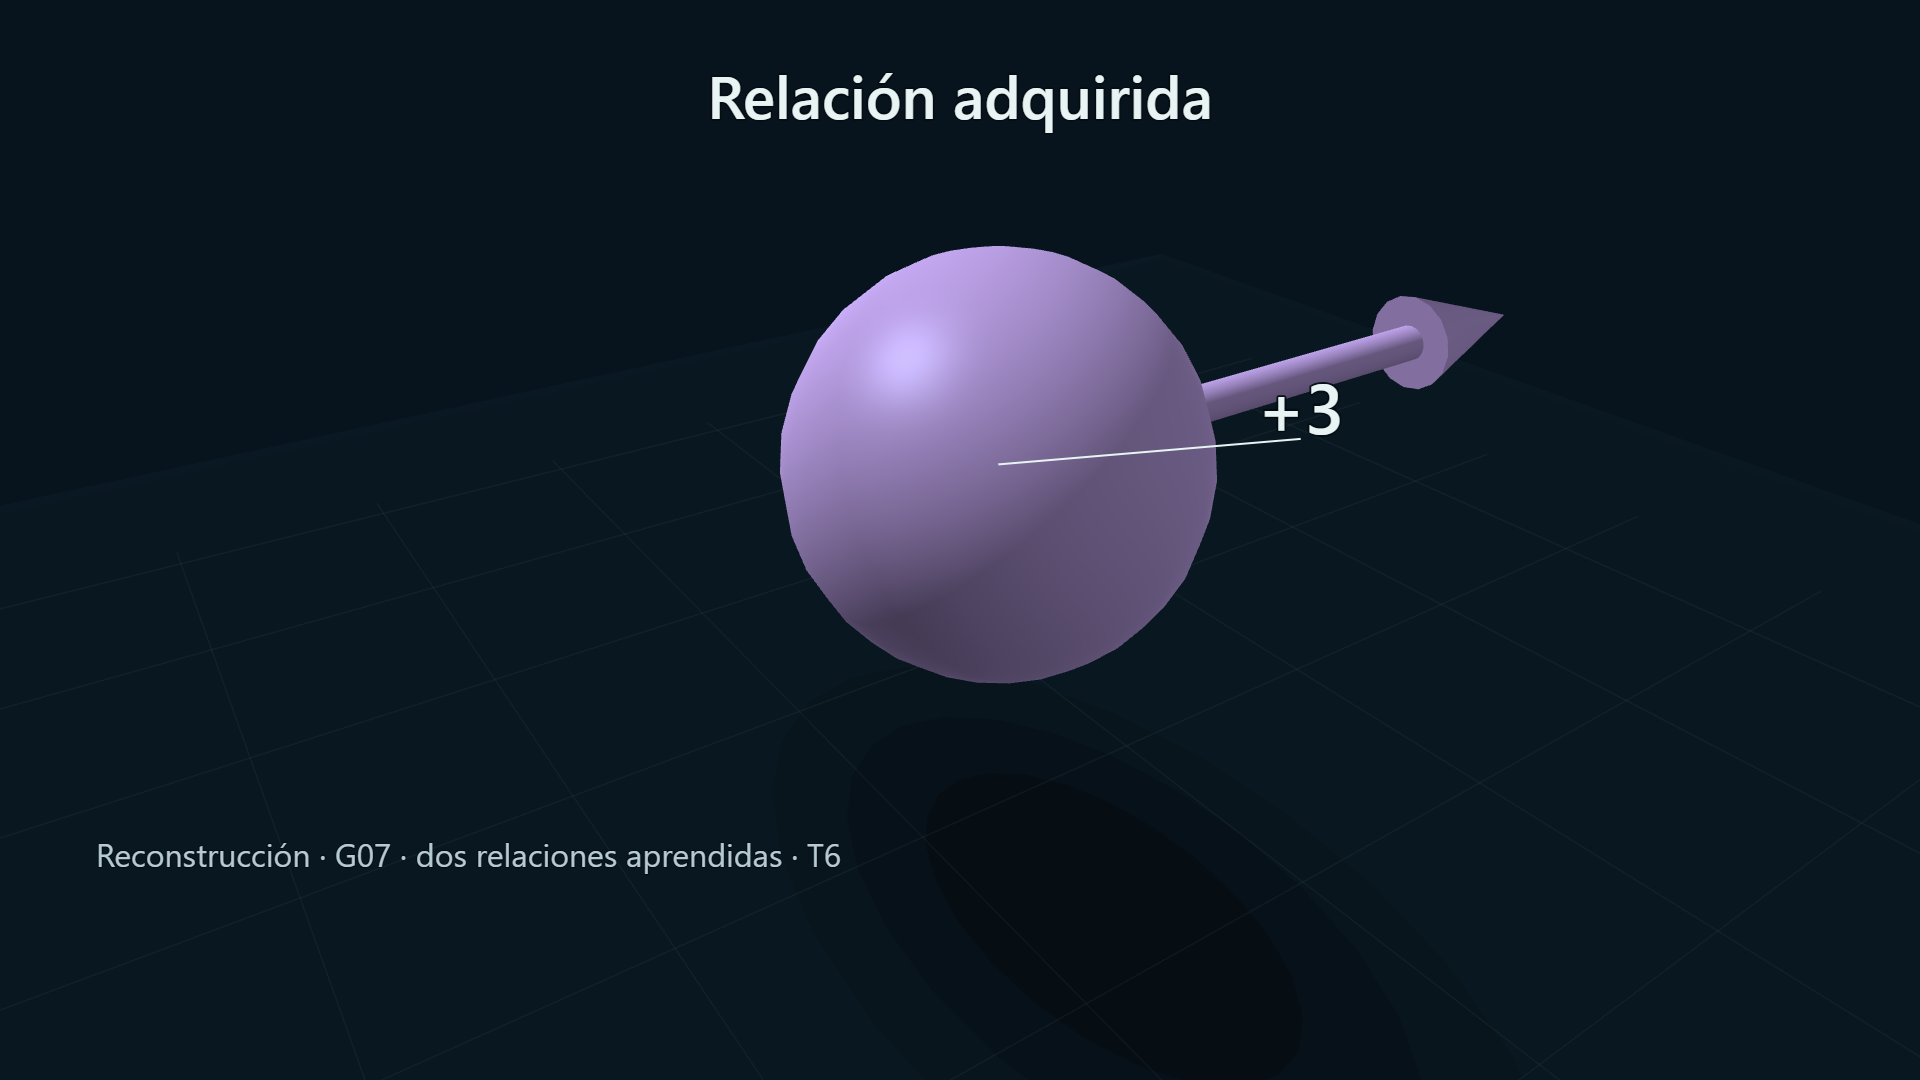 Relación adquirida
+3
Reconstrucción · G07 · dos relaciones aprendidas · T6